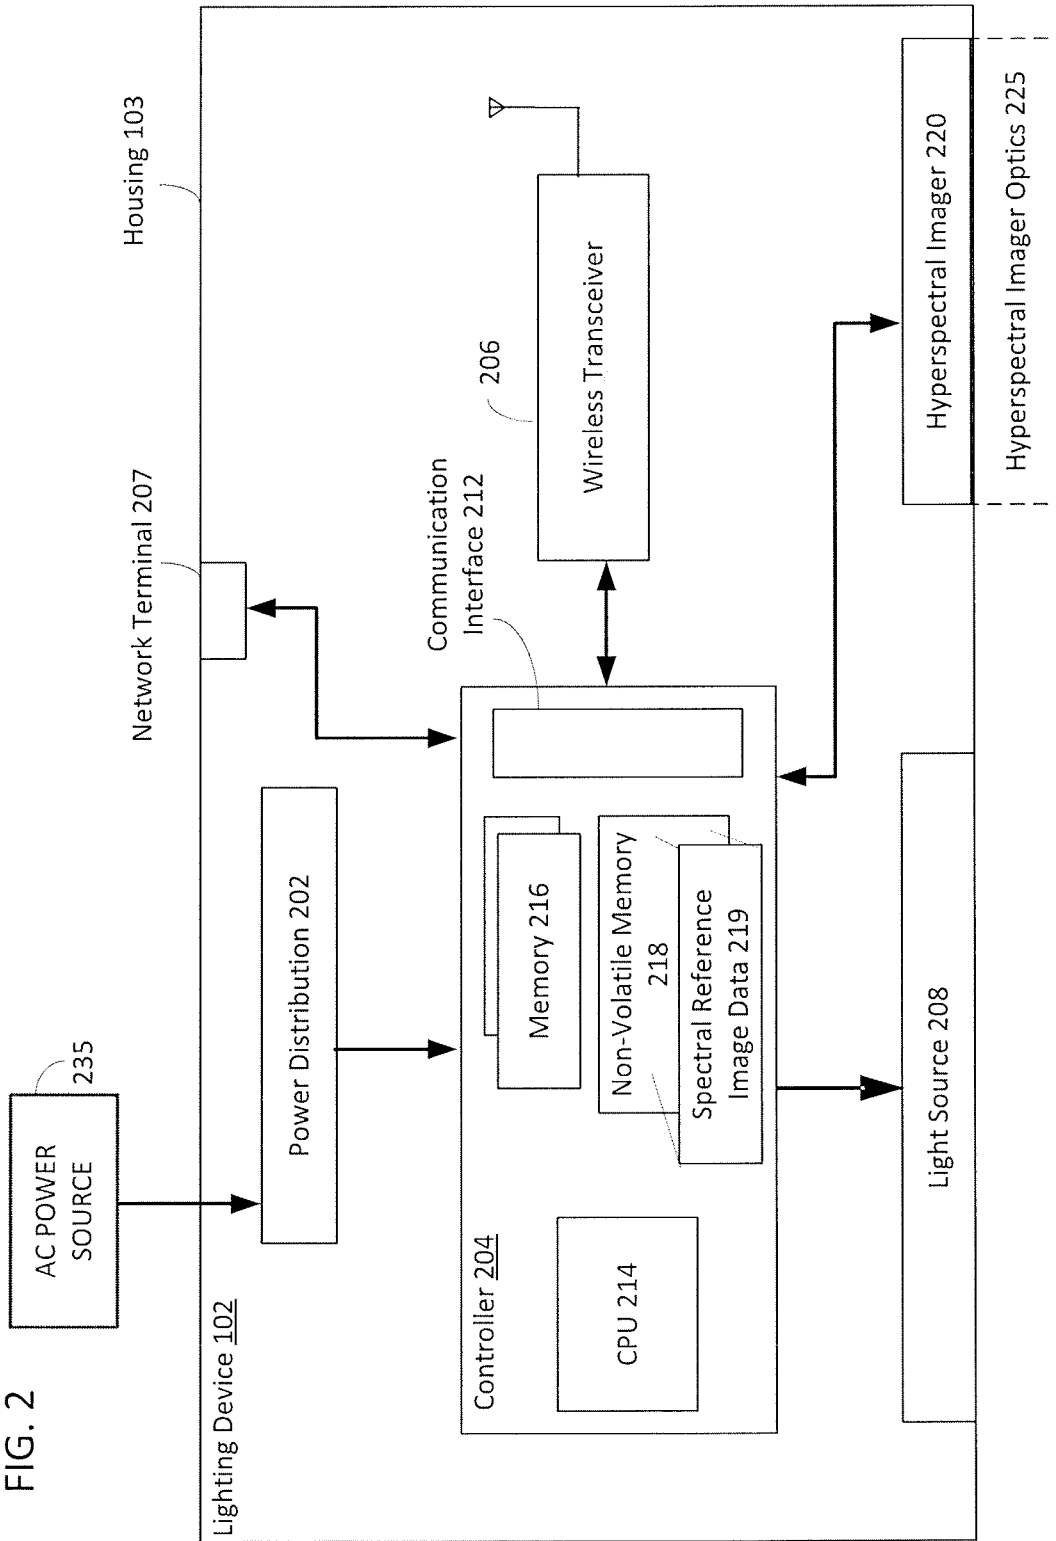 FIG. 2
AC POWER
SOURCE
235
Lighting Device 102
Housing 103
Network Terminal 207
Power Distribution 202
Controller 204
CPU 214
Memory 216
Non-Volatile Memory
218
Spectral Reference
Image Data 219
Communication
Interface 212
206
Wireless Transceiver
Light Source 208
Hyperspectral Imager 220
Hyperspectral Imager Optics 225